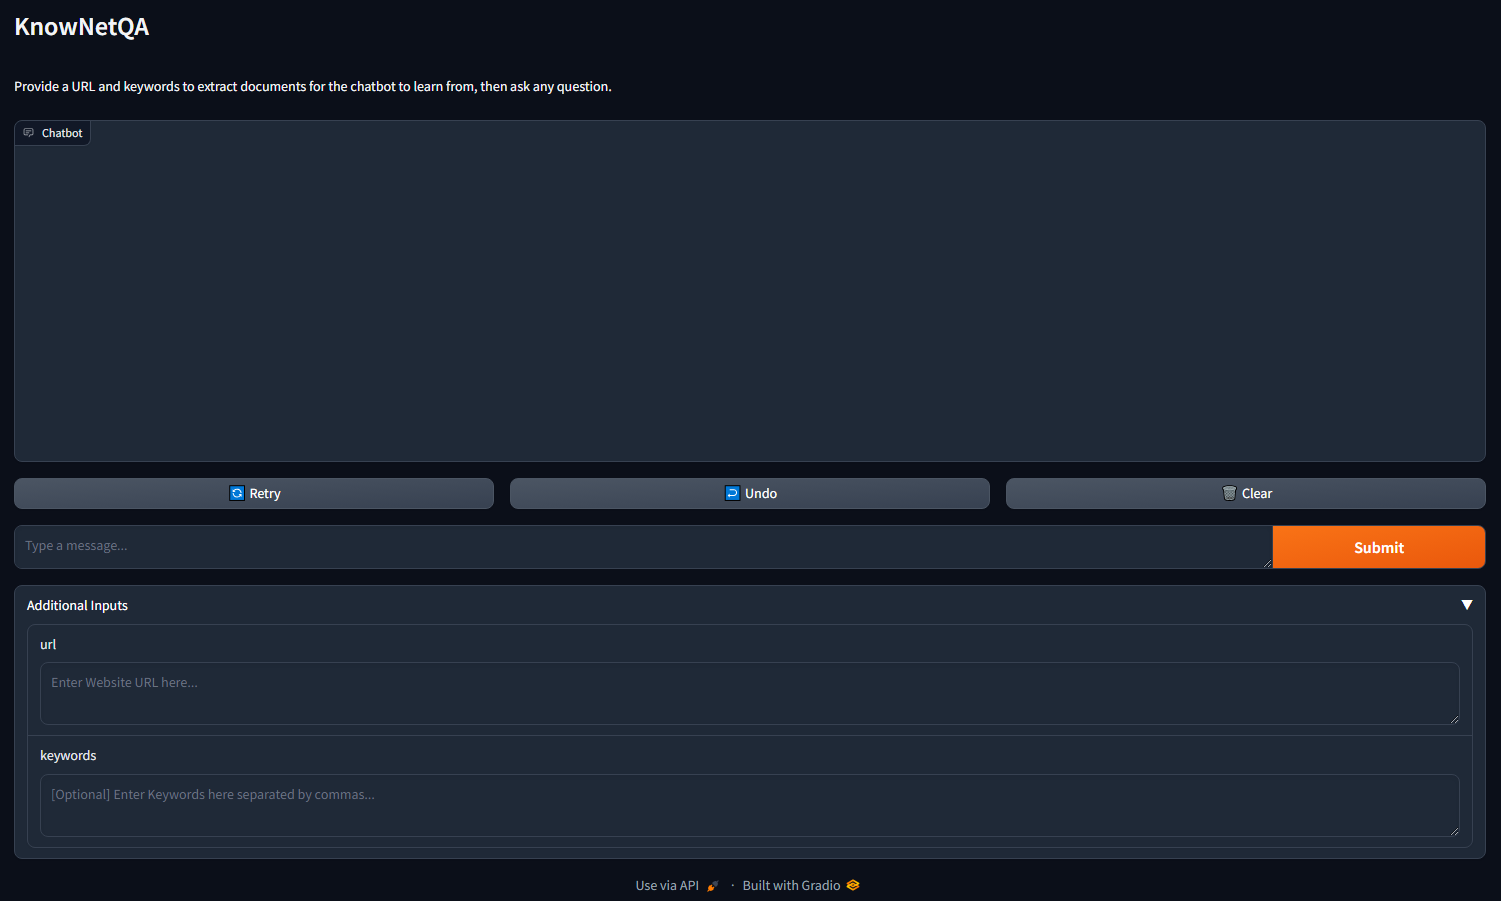 KnowNetQA
Provide a URL and keywords to extract documents for the chatbot to learn from, then ask any question.
Chatbot
Retry
Undo
Clear
Type a message...
Submit
Additional Inputs
url
Enter Website URL here...
keywords
[Optional] Enter Keywords here separated by commas...
Use via API · Built with Gradio